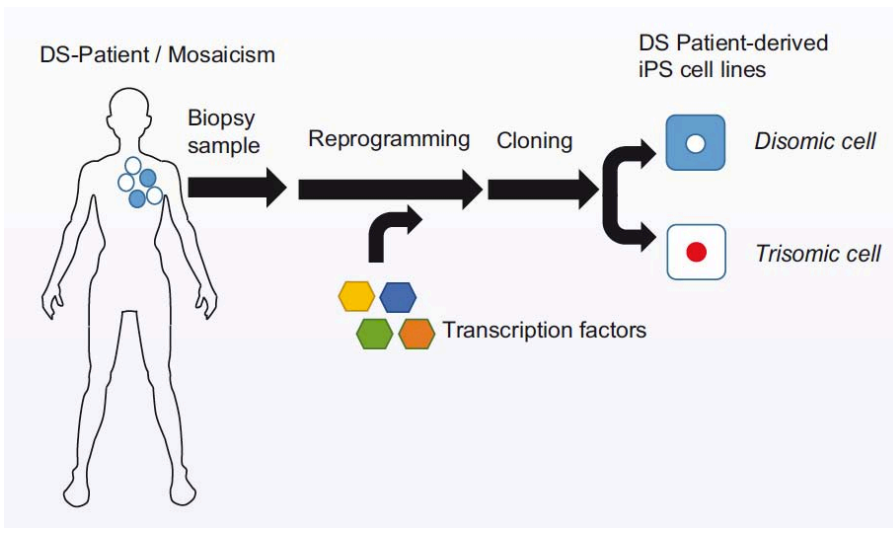 DS-Patient / Mosaicism
Biopsy
sample
Reprogramming
Cloning
DS Patient-derived
iPS cell lines
Disomic cell
Trisomic cell
Transcription factors